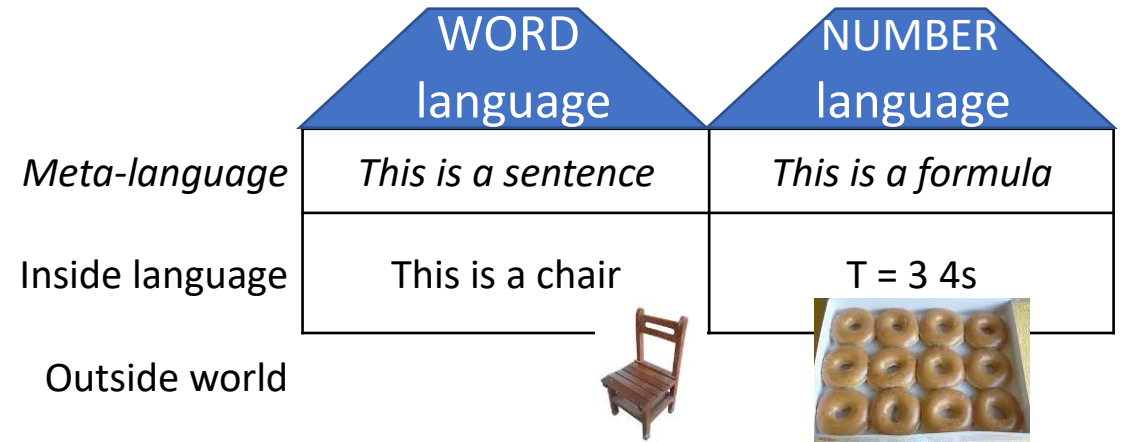 WORD
language
NUMBER
language
Meta-language This is a sentence This is a formula
Inside language This is a chair T = 3 4s
Outside world